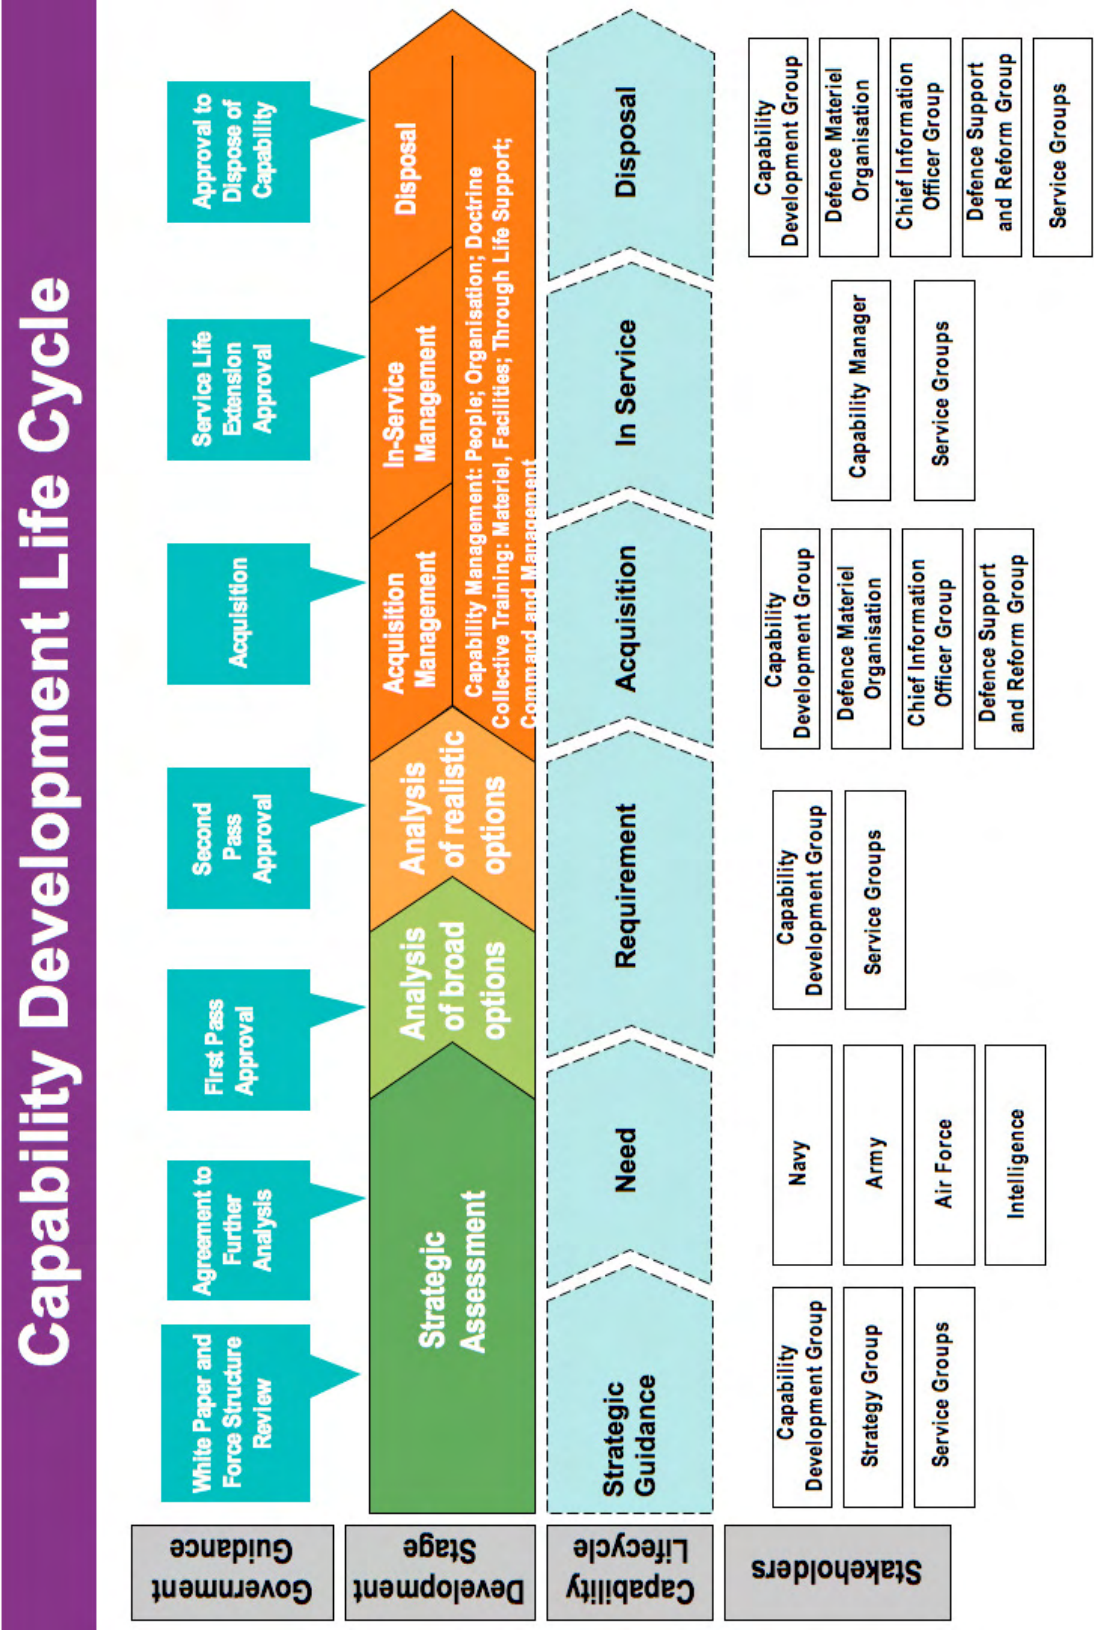 Capability Development Life Cycle
Government
Guidance
White Paper and
Force Structure
Review
Agreement to
Further
Analysis
First Pass
Approval
Second
Pass
Approval
Acquisition
Service Life
Extension
Approval
Approval to
Dispose of
Capability
Development
Stage
Strategic
Assessment
Analysis
of broad
options
Analysis
of realistic
options
Acquisition
Management
In-Service
Management
Disposal
Capability Management: People; Organisation; Doctrine
Collective Training: Materiel, Facilities; Through Life Support;
Command and Management
Capability
Lifecycle
Strategic
Guidance
Need
Requirement
Acquisition
In Service
Disposal
Stakeholders
Capability
Development Group
Strategy Group
Service Groups
Navy
Army
Air Force
Intelligence
Capability
Development Group
Service Groups
Capability
Development Group
Defence Materiel
Organisation
Chief Information
Officer Group
Defence Support
and Reform Group
Capability Manager
Service Groups
Capability
Development Group
Defence Materiel
Organisation
Chief Information
Officer Group
Defence Support
and Reform Group
Service Groups